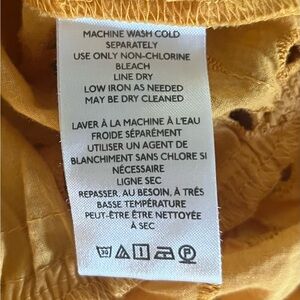 MACHINE WASH COLD
SEPARATELY
USE ONLY NON-CHLORINE
BLEACH
LINE DRY
LOW IRON AS NEEDED
MAY BE DRY CLEANED
LAVER À LA MACHINE À L'EAU
FROIDE SÉPARÉMENT
UTILISER UN AGENT DE
BLANCHIMENT SANS CHLORE SI
NÉCESSAIRE
LIGNE SEC
REPASSER, AU BESOIN, À TRÈS
BASSE TEMPÉRATURE
PEUT-ÊTRE ÊTRE NETTOYÉE
À SEC
30 P